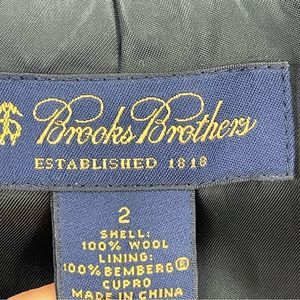 Brooks Brothers
ESTABLISHED 1818
2
SHELL:
100% WOOL
LINING:
100% BEMBERG®
CUPRO
MADE IN CHINA